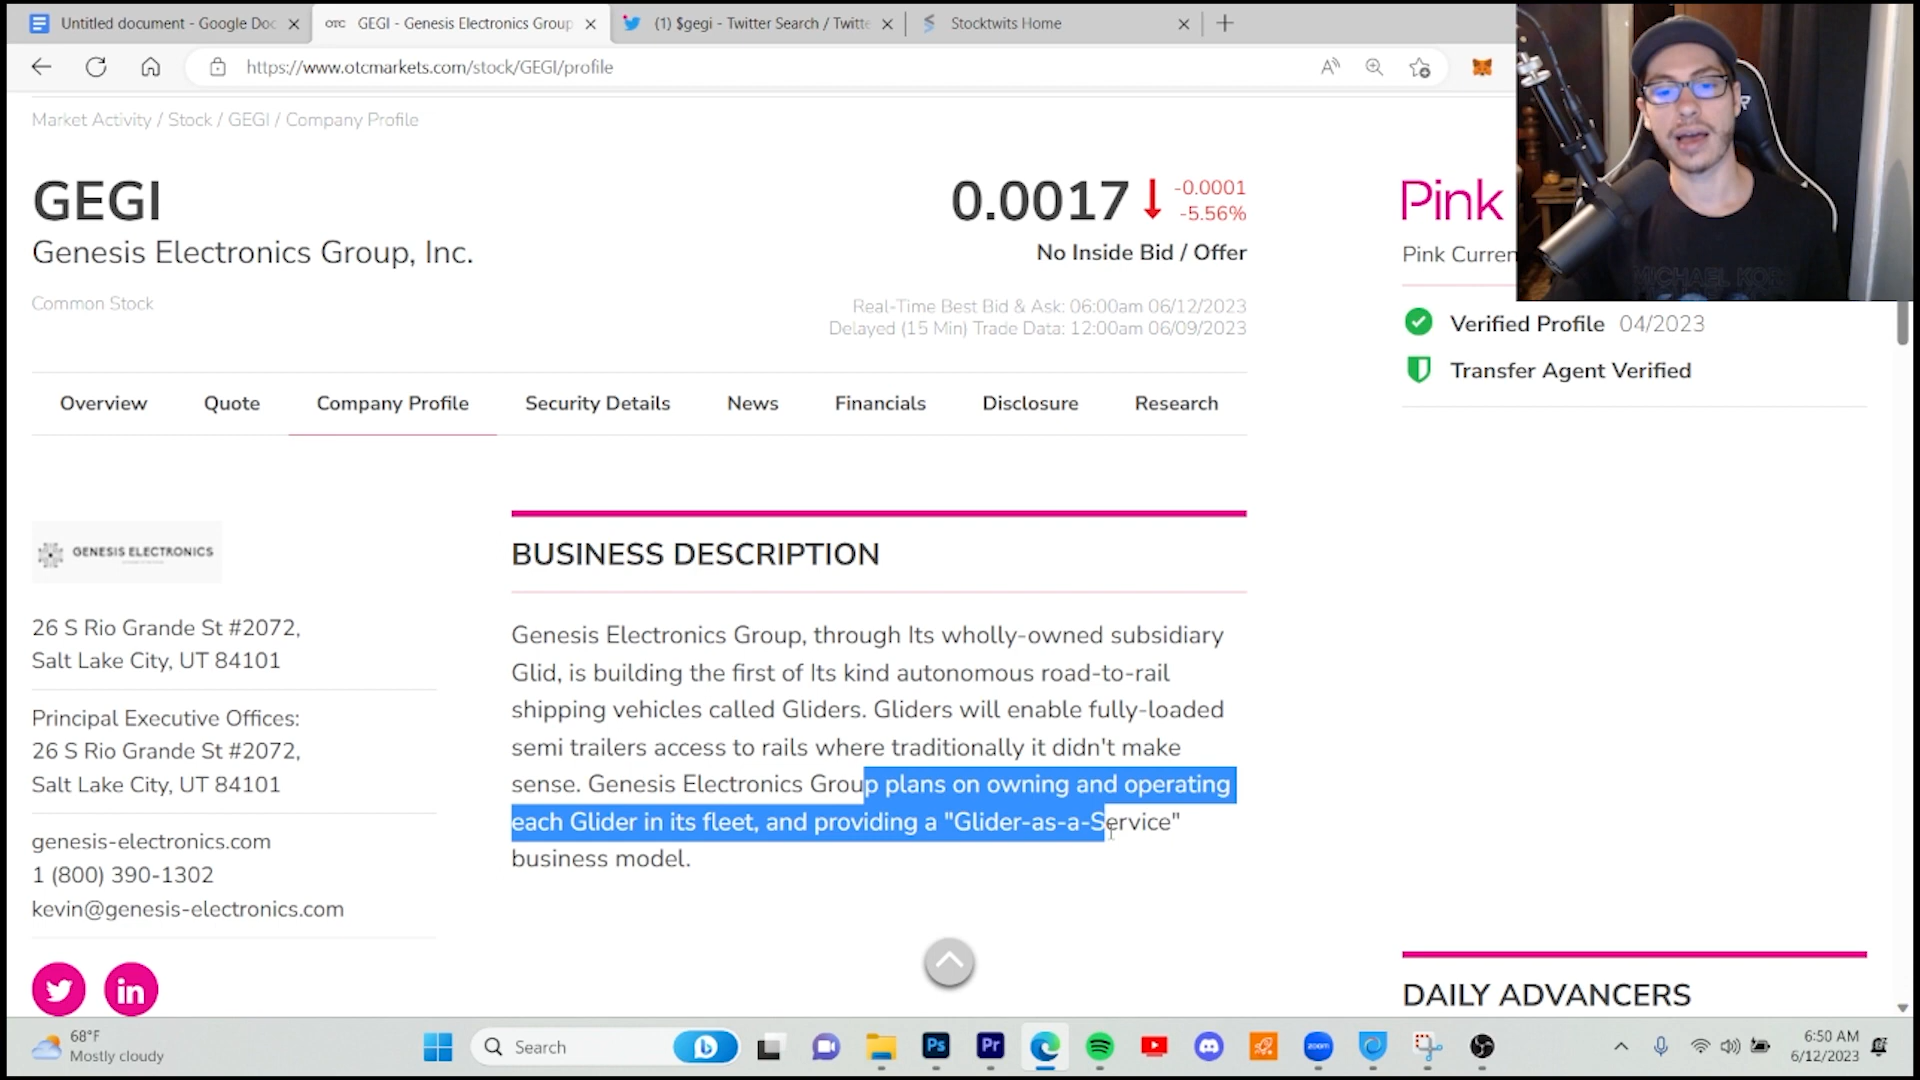 Untitled document - Google Doc
OTC GEGI - Genesis Electronics Group
(1) $gegi - Twitter Search / Twitte
Stocktwits Home
https://www.otcmarkets.com/stock/GEGI/profile
Market Activity / Stock / GEGI / Company Profile
GEGI
Genesis Electronics Group, Inc.
Common Stock
0.0017
-0.0001
-5.56%
No Inside Bid / Offer
Real-Time Best Bid & Ask: 06:00am 06/12/2023
Delayed (15 Min) Trade Data: 12:00am 06/09/2023
Pink
Pink Curren
MICHAEL KOR
Verified Profile 04/2023
Transfer Agent Verified
Overview
Quote
Company Profile
Security Details
News
Financials
Disclosure
Research
GENESIS ELECTRONICS
26 S Rio Grande St #2072,
Salt Lake City, UT 84101
Principal Executive Offices:
26 S Rio Grande St #2072,
Salt Lake City, UT 84101
genesis-electronics.com
1 (800) 390-1302
kevin@genesis-electronics.com
BUSINESS DESCRIPTION
Genesis Electronics Group, through Its wholly-owned subsidiary
Glid, is building the first of Its kind autonomous road-to-rail
shipping vehicles called Gliders. Gliders will enable fully-loaded
semi trailers access to rails where traditionally it didn't make
sense. Genesis Electronics Group plans on owning and operating
each Glider in its fleet, and providing a "Glider-as-a-Service"
business model.
DAILY ADVANCERS
68°F
Mostly cloudy
Search
Ps
Pr
zoom
6:50 AM
6/12/2023